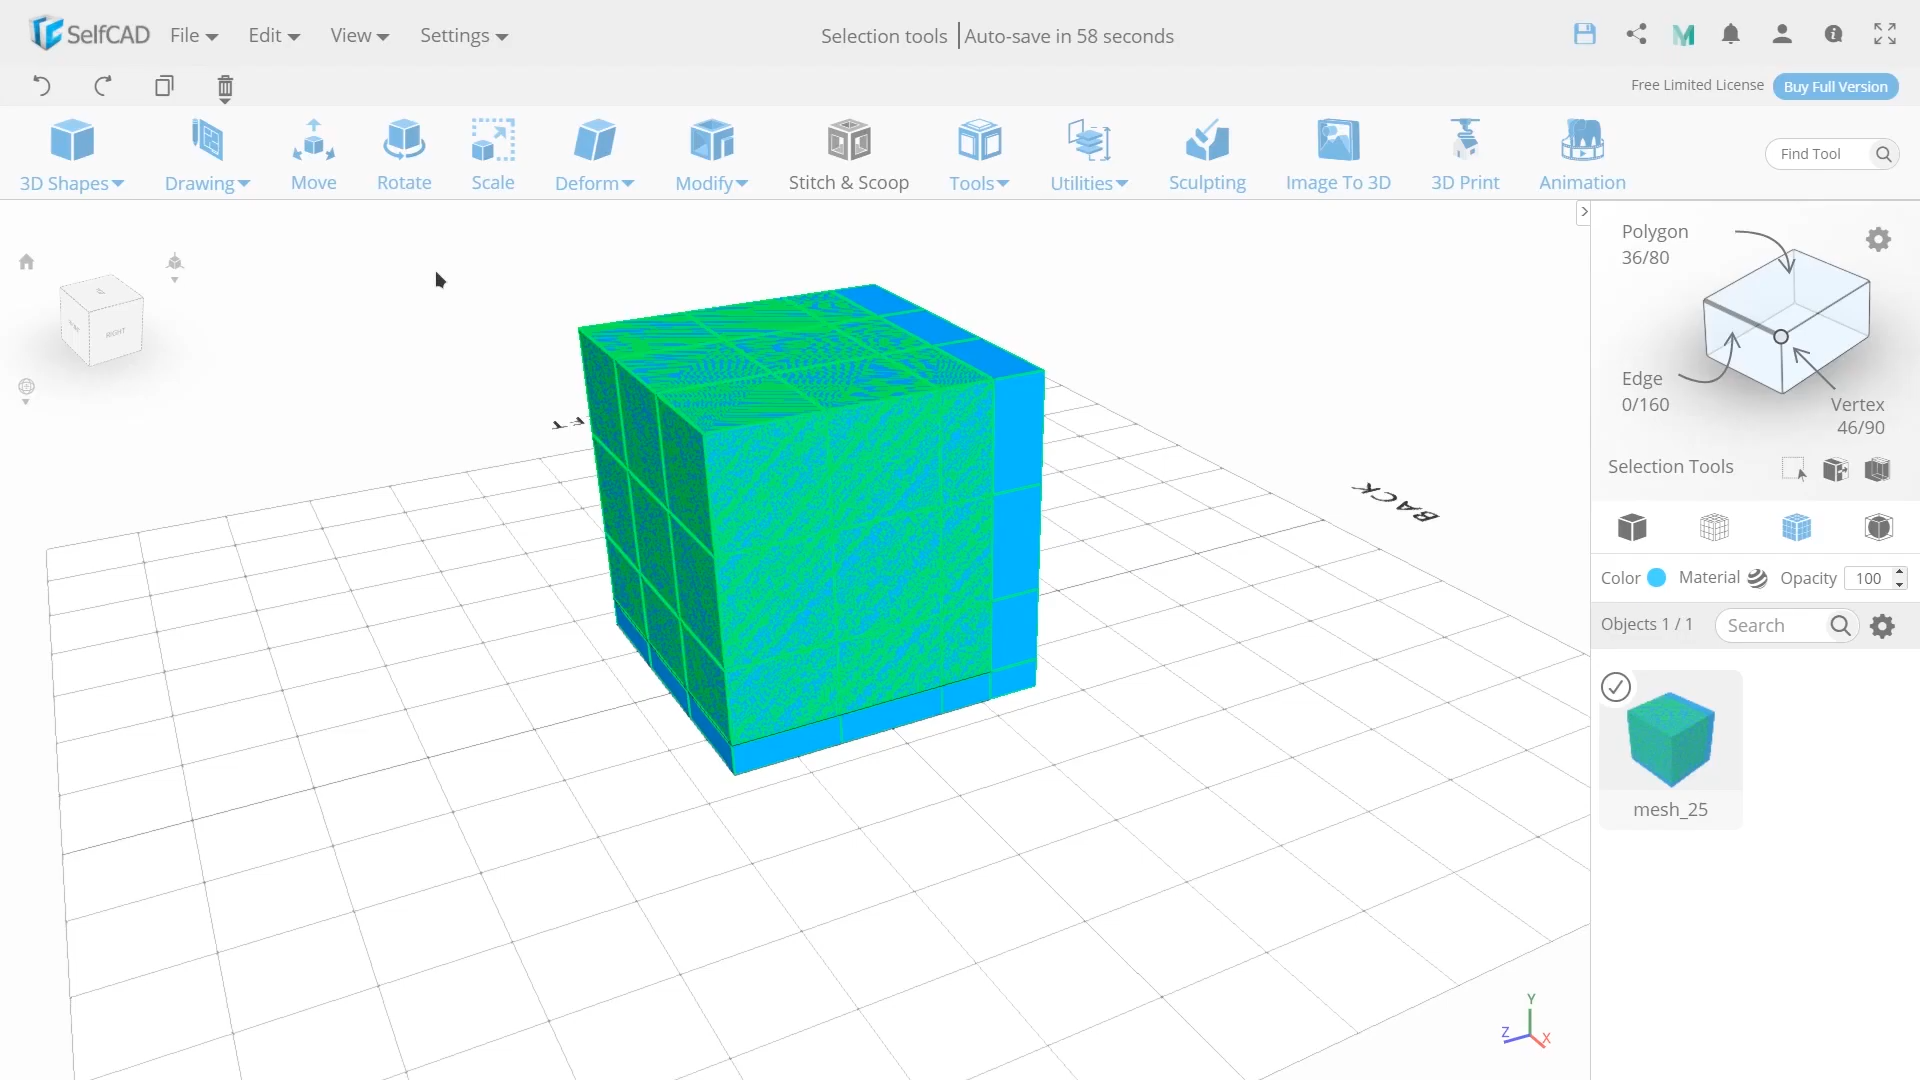 SelfCAD File Edit View Settings Selection tools Auto-save in 58 seconds
Free Limited License Buy Full Version
3D Shapes Drawing Move Rotate Scale Deform Modify Stitch & Scoop Tools Utilities Sculpting Image To 3D 3D Print Animation Find Tool
Polygon
36/80
RIGHT
Edge
0/160
Vertex
46/90
Selection Tools
BACK
Color Material Opacity 100
Objects 1 / 1 Search
mesh_25
Y
Z
X